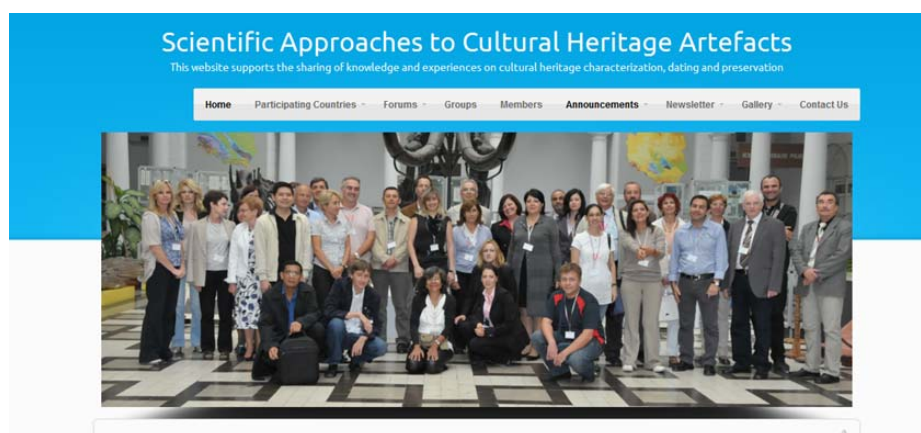 Scientific Approaches to Cultural Heritage Artefacts
This website supports the sharing of knowledge and experiences on cultural heritage characterization, dating and preservation
Home Participating Countries Forums Groups Members Announcements Newsletter Gallery Contact Us